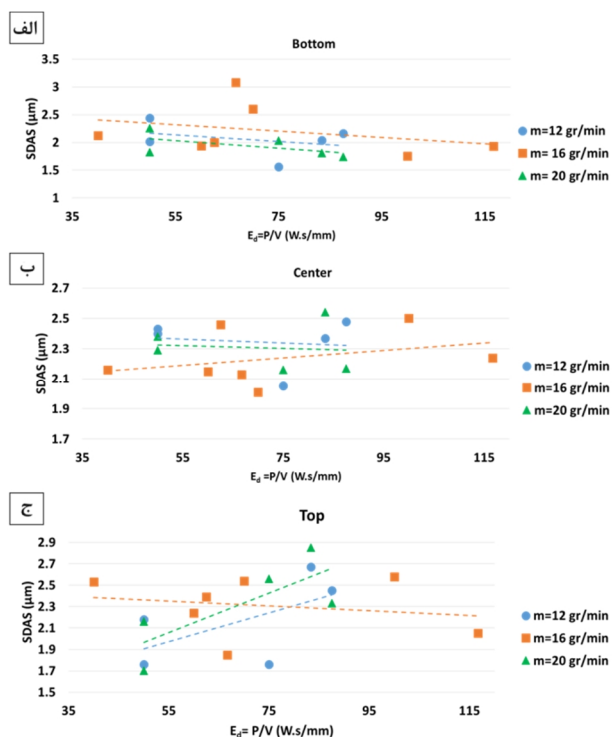 الف
Bottom
3.5
3
2.5
2
1.5
1
SDAS (µm)
35 55 75 95 115
E_d=P/V (W.s/mm)
m=12 gr/min
m= 16 gr/min
m= 20 gr/min
ب
Center
2.7
2.5
2.3
2.1
1.9
1.7
SDAS (µm)
35 55 75 95 115
E_d =P/V (W.s/mm)
m=12 gr/min
m=16 gr/min
m=20 gr/min
ج
Top
2.9
2.7
2.5
2.3
2.1
1.9
1.7
1.5
SDAS (µm)
35 55 75 95 115
E_d= P/V (W.s/mm)
m=12 gr/min
m=16 gr/min
m=20 gr/min